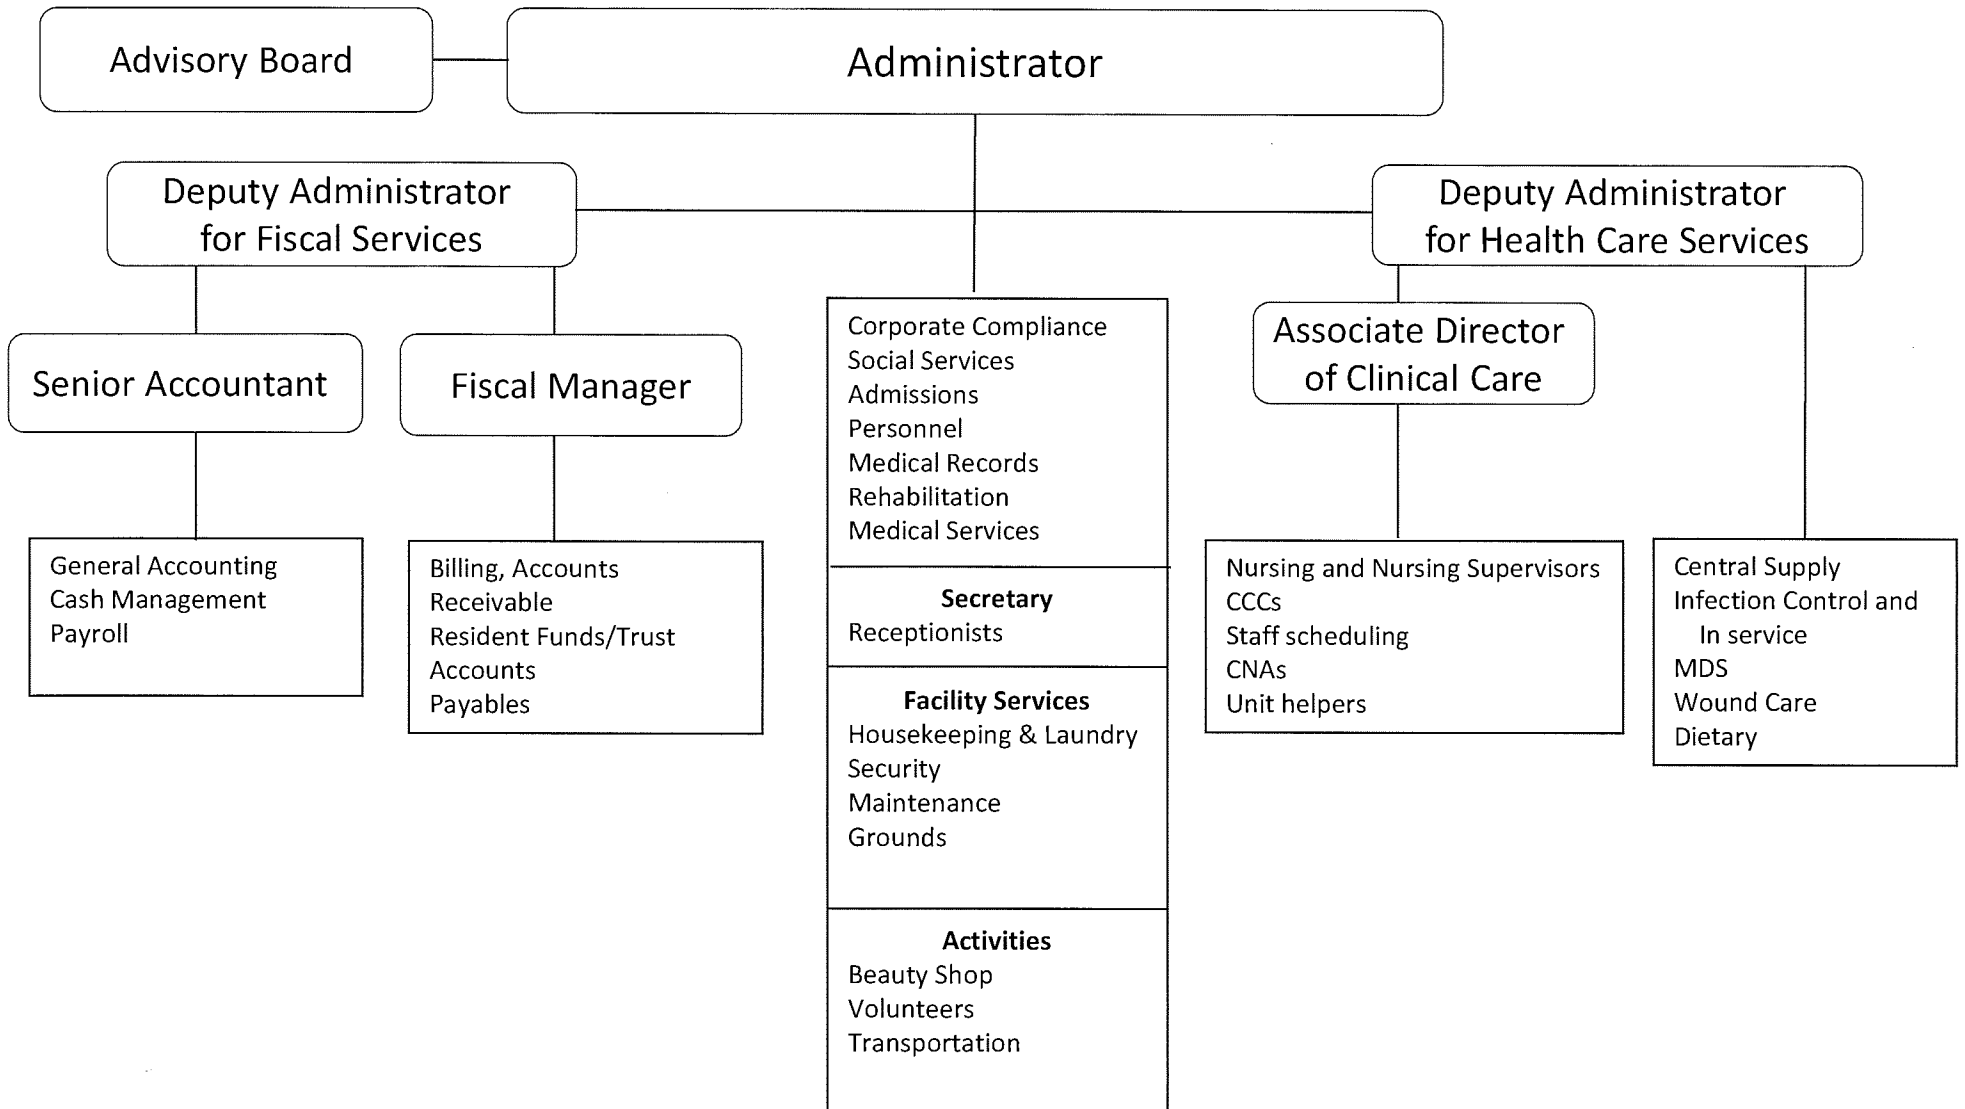 Advisory Board
Administrator
Deputy Administrator
for Fiscal Services
Deputy Administrator
for Health Care Services
Senior Accountant
Fiscal Manager
Associate Director
of Clinical Care
General Accounting
Cash Management
Payroll
Billing, Accounts
Receivable
Resident Funds/Trust
Accounts
Payables
Corporate Compliance
Social Services
Admissions
Personnel
Medical Records
Rehabilitation
Medical Services
Secretary
Receptionists
Facility Services
Housekeeping & Laundry
Security
Maintenance
Grounds
Activities
Beauty Shop
Volunteers
Transportation
Nursing and Nursing Supervisors
CCCs
Staff scheduling
CNAs
Unit helpers
Central Supply
Infection Control and
In service
MDS
Wound Care
Dietary